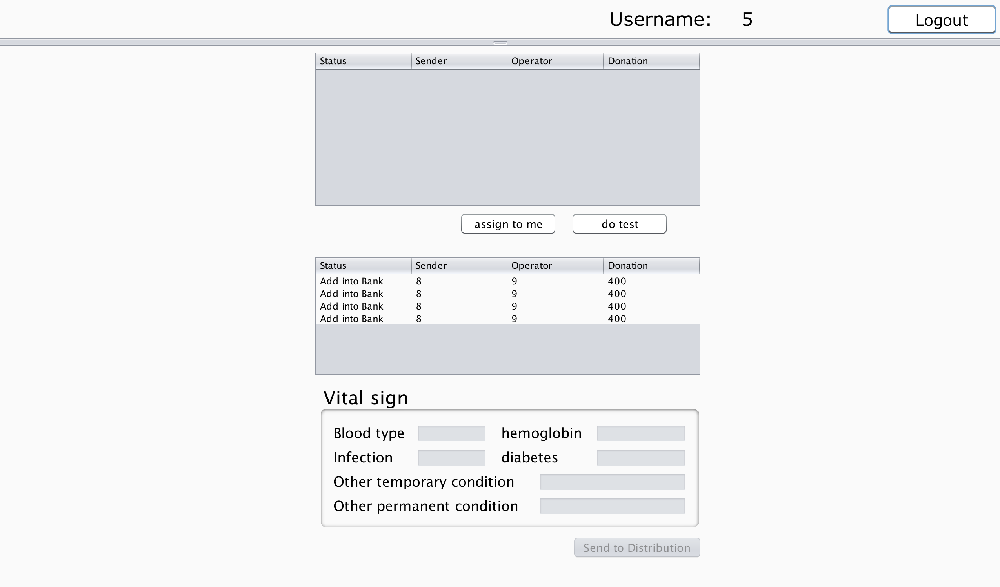 Username: 5 Logout
Status Sender Operator Donation
assign to me do test
Status Sender Operator Donation
Add into Bank 8 9 400
Add into Bank 8 9 400
Add into Bank 8 9 400
Add into Bank 8 9 400
Vital sign
Blood type hemoglobin
Infection diabetes
Other temporary condition
Other permanent condition
Send to Distribution